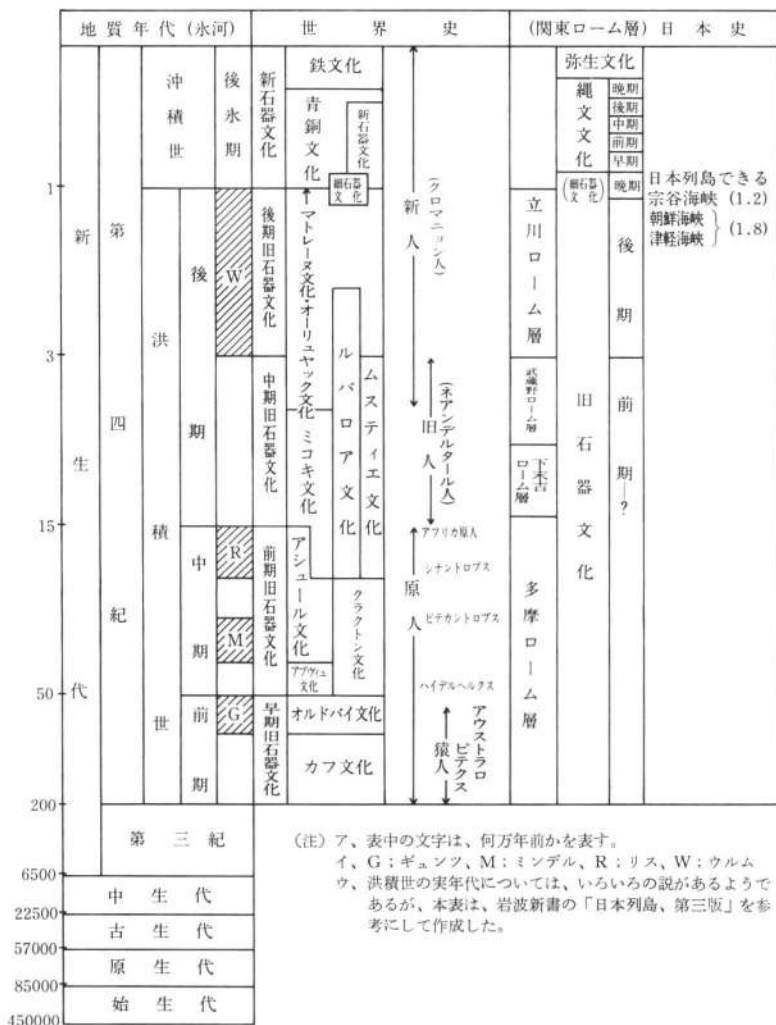 地質年代(氷河)
世界史
(関東ローム層)日本史
新生代
第四紀
沖積世
後氷期
新石器文化
鉄文化
青銅文化
新石器文化
細石器文化
弥生文化
縄文文化
晩期
後期
中期
前期
早期
1
(細石器文化)
晩期
日本列島できる
宗谷海峡 (1.2)
朝鮮海峡
津軽海峡
(1.8)
洪積世
後期
W
後期旧石器文化
マドレーヌ文化・オーリュヤック文化
新人
(クロマニョン人)
立川ローム層
後期
3
中期旧石器文化
ミコキ文化
ルバロア文化
ムスティエ文化
旧人
(ネアンデルタール人)
武蔵野ローム層
下末吉ローム層
旧石器文化
前期―?
15
中期
R
M
前期旧石器文化
アシュール文化
アブヴィユ文化
クラクトン文化
原人
アフリカ原人
シナントロプス
ピテカントロプス
ハイデルヘルクス
多摩ローム層
50
前期
G
早期旧石器文化
オルドバイ文化
カフ文化
猿人
アウストラロピテクス
200
第三紀
6500
中生代
22500
古生代
57000
原生代
85000
始生代
450000
(注) ア、表中の文字は、何万年前かを表す。
イ、G;ギュンツ、M;ミンデル、R;リス、W;ウルム
ウ、洪積世の実年代については、いろいろの説があるようで
あるが、本表は、岩波新書の「日本列島、第三版」を参
考にして作成した。